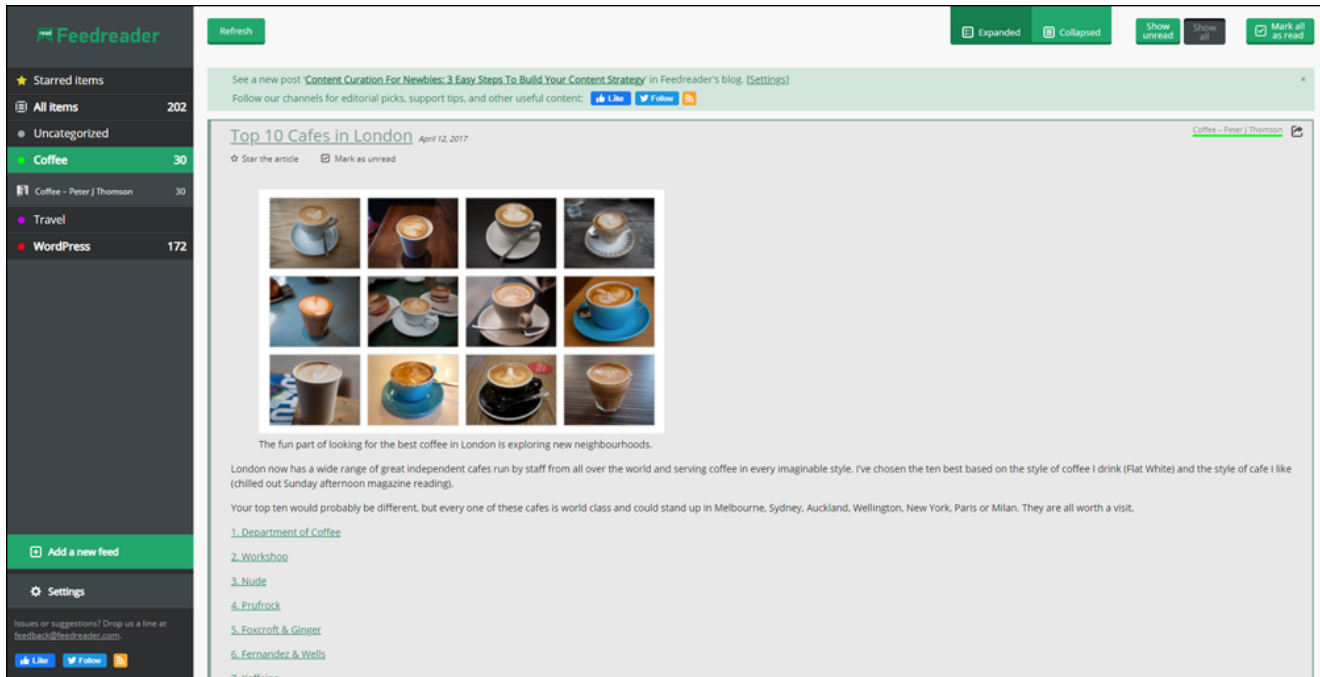 read Feedreader
Starred items
All items 202
Uncategorized
Coffee 30
Coffee – Peter J Thomson 30
Travel
WordPress 172
Add a new feed
Settings
Issues or suggestions? Drop us a line at
feedback@feedreader.com.
Like Follow
Refresh
Expanded Collapsed
Show unread
Show all
Mark all as read
See a new post 'Content Curation For Newbies: 3 Easy Steps To Build Your Content Strategy' in Feedreader's blog. [Settings] ×
Follow our channels for editorial picks, support tips, and other useful content: Like Follow
Top 10 Cafes in London April 12, 2017
Coffee – Peter J Thomson
Star the article Mark as unread
The fun part of looking for the best coffee in London is exploring new neighbourhoods.
London now has a wide range of great independent cafes run by staff from all over the world and serving coffee in every imaginable style. I've chosen the ten best based on the style of coffee I drink (Flat White) and the style of cafe I like
(chilled out Sunday afternoon magazine reading).
Your top ten would probably be different, but every one of these cafes is world class and could stand up in Melbourne, Sydney, Auckland, Wellington, New York, Paris or Milan. They are all worth a visit.
1. Department of Coffee
2. Workshop
3. Nude
4. Prufrock
5. Foxcroft & Ginger
6. Fernandez & Wells